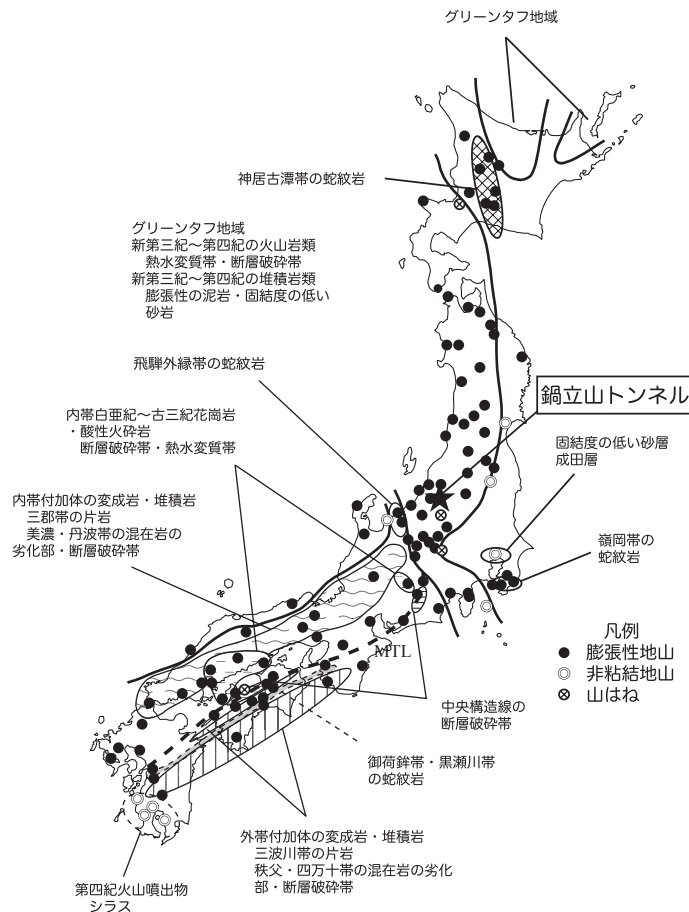 グリーンタフ地域
神居古潭帯の蛇紋岩
グリーンタフ地域
新第三紀～第四紀の火山岩類
熱水変質帯・断層破砕帯
新第三紀～第四紀の堆積岩類
膨張性の泥岩・固結度の低い
砂岩
飛騨外縁帯の蛇紋岩
鍋立山トンネル
内帯白亜紀～古三紀花崗岩
・酸性火砕岩
断層破砕帯・熱水変質帯
固結度の低い砂層
成田層
内帯付加体の変成岩・堆積岩
三郡帯の片岩
美濃・丹波帯の混在岩の
劣化部・断層破砕帯
嶺岡帯の
蛇紋岩
凡例
膨張性地山
非粘結地山
山はね
MTL
中央構造線の
断層破砕帯
御荷鉾帯・黒瀬川帯
の蛇紋岩
外帯付加体の変成岩・堆積岩
三波川帯の片岩
秩父・四万十帯の混在岩の劣化
部・断層破砕帯
第四紀火山噴出物
シラス